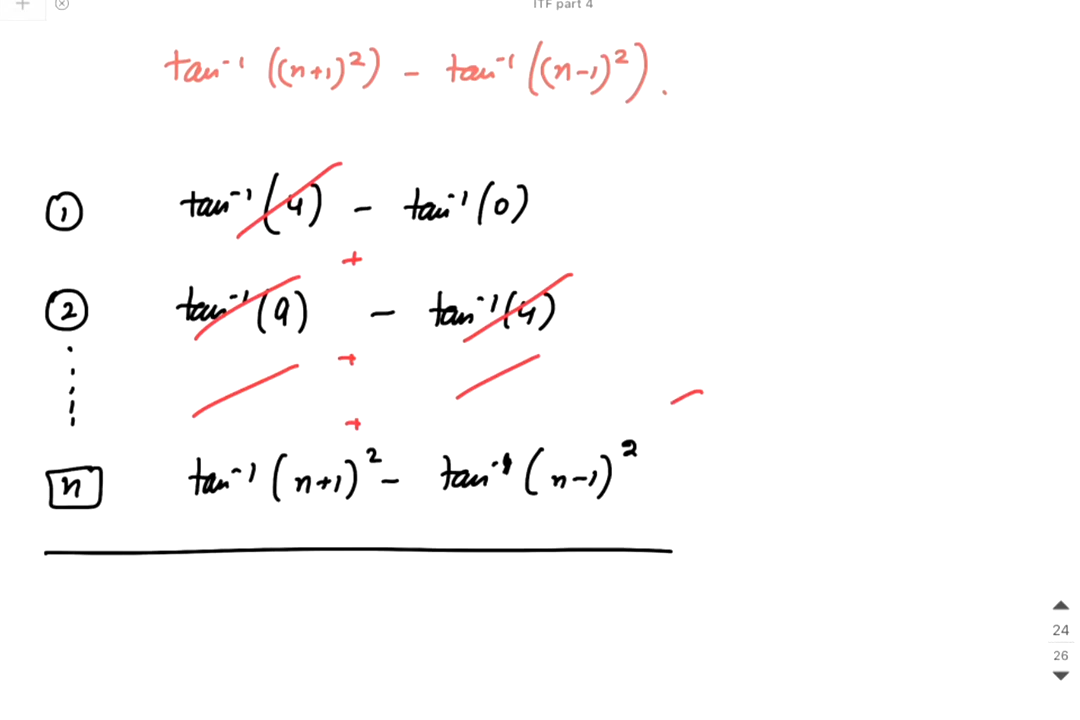 ITF part 4
tan⁻¹ ((n+1)²) - tan⁻¹ ((n-1)²).
① tan⁻¹(4) - tan⁻¹(0)
+
② tan⁻¹(9) - tan⁻¹(4)
+
+
n tan⁻¹(n+1)² - tan⁻¹(n-1)²
24
26